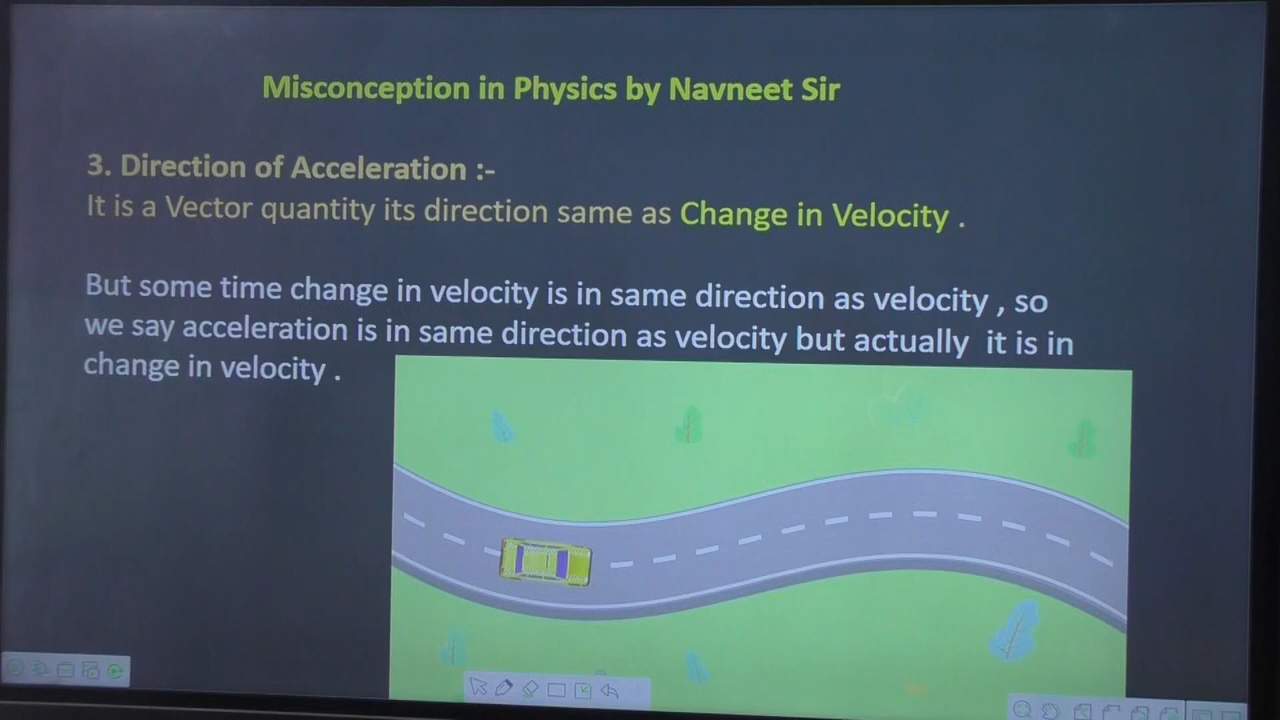 Misconception in Physics by Navneet Sir
3. Direction of Acceleration :-
It is a Vector quantity its direction same as Change in Velocity .
But some time change in velocity is in same direction as velocity , so
we say acceleration is in same direction as velocity but actually it is in
change in velocity .